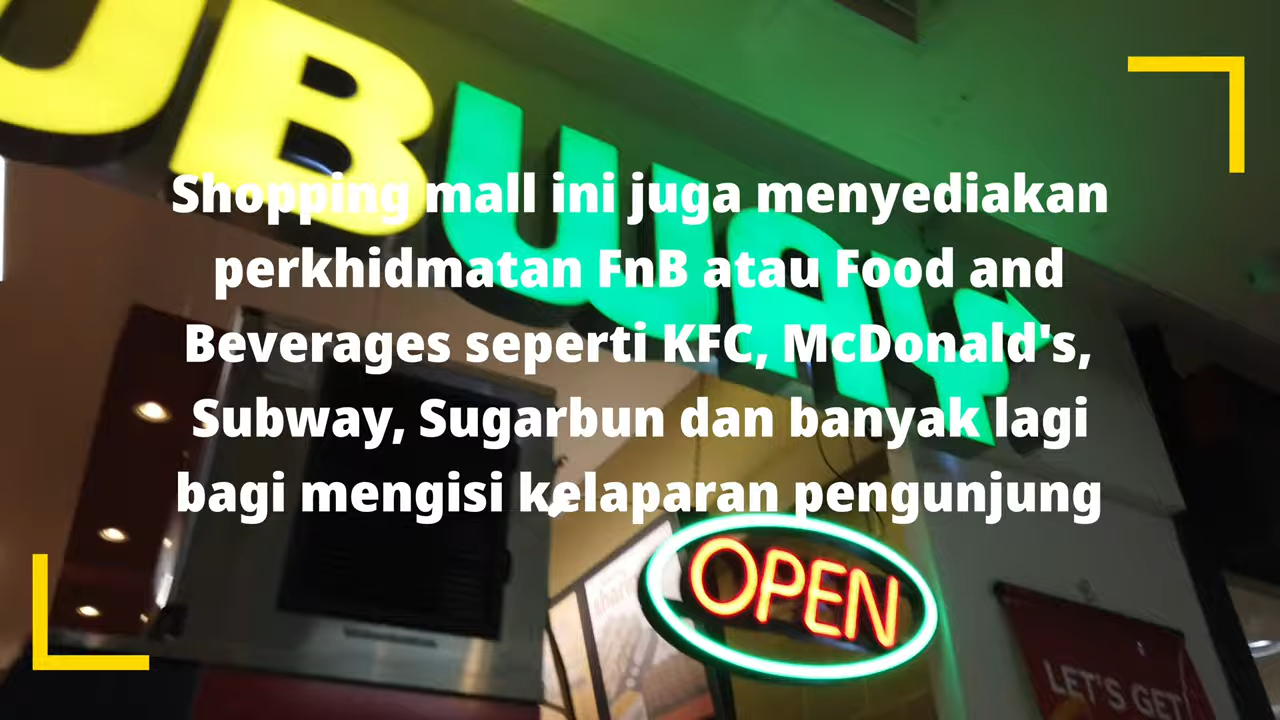 UBWAY
Shopping mall ini juga menyediakan
perkhidmatan FnB atau Food and
Beverages seperti KFC, McDonald's,
Subway, Sugarbun dan banyak lagi
bagi mengisi kelaparan pengunjung
OPEN
LET'S GET